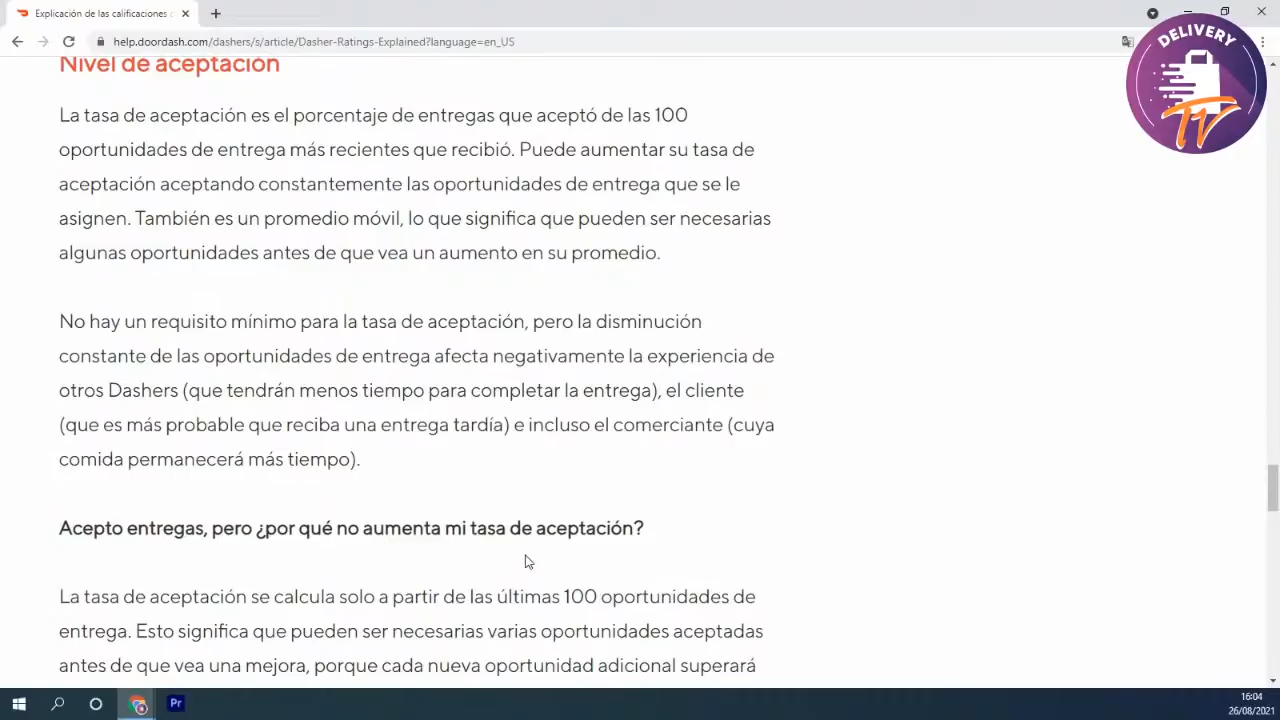 Explicación de las calificaciones
help.doordash.com/dashers/s/article/Dasher-Ratings-Explained?language=en_US
DELIVERY
TV
Nivel de aceptación
La tasa de aceptación es el porcentaje de entregas que aceptó de las 100
oportunidades de entrega más recientes que recibió. Puede aumentar su tasa de
aceptación aceptando constantemente las oportunidades de entrega que se le
asignen. También es un promedio móvil, lo que significa que pueden ser necesarias
algunas oportunidades antes de que vea un aumento en su promedio.
No hay un requisito mínimo para la tasa de aceptación, pero la disminución
constante de las oportunidades de entrega afecta negativamente la experiencia de
otros Dashers (que tendrán menos tiempo para completar la entrega), el cliente
(que es más probable que reciba una entrega tardía) e incluso el comerciante (cuya
comida permanecerá más tiempo).
Acepto entregas, pero ¿por qué no aumenta mi tasa de aceptación?
La tasa de aceptación se calcula solo a partir de las últimas 100 oportunidades de
entrega. Esto significa que pueden ser necesarias varias oportunidades aceptadas
antes de que vea una mejora, porque cada nueva oportunidad adicional superará
Pr
16:04
26/08/2021